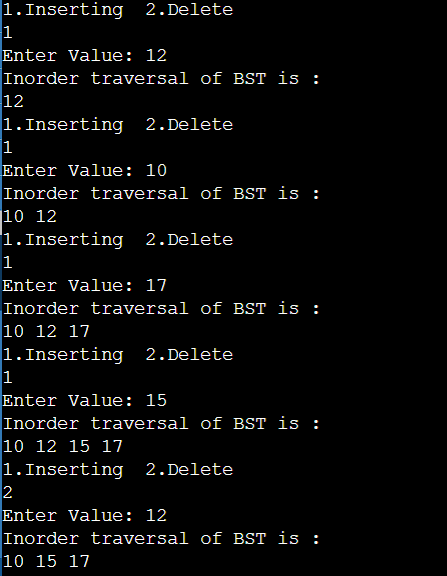 1.Inserting  2.Delete
1
Enter Value: 12
Inorder traversal of BST is :
12
1.Inserting  2.Delete
1
Enter Value: 10
Inorder traversal of BST is :
10 12
1.Inserting  2.Delete
1
Enter Value: 17
Inorder traversal of BST is :
10 12 17
1.Inserting  2.Delete
1
Enter Value: 15
Inorder traversal of BST is :
10 12 15 17
1.Inserting  2.Delete
2
Enter Value: 12
Inorder traversal of BST is :
10 15 17